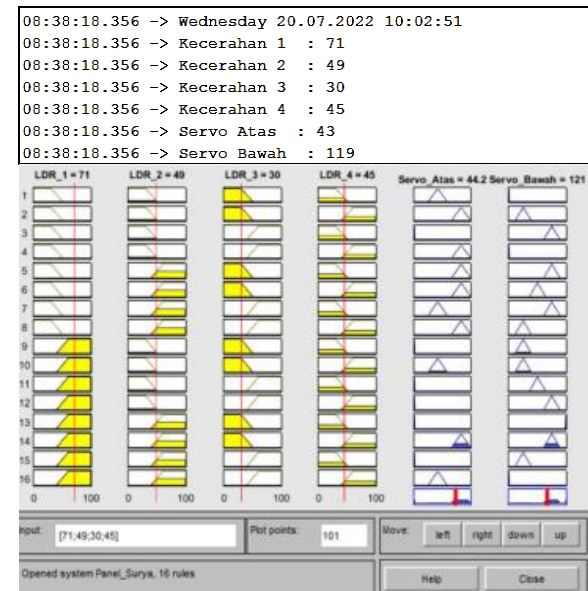 08:38:18.356 -> Wednesday 20.07.2022 10:02:51
08:38:18.356 -> Kecerahan 1 : 71
08:38:18.356 -> Kecerahan 2 : 49
08:38:18.356 -> Kecerahan 3 : 30
08:38:18.356 -> Kecerahan 4 : 45
08:38:18.356 -> Servo Atas : 43
08:38:18.356 -> Servo Bawah : 119
LDR_1 = 71 LDR_2 = 49 LDR_3 = 30 LDR_4 = 45 Servo_Atas = 44.2 Servo_Bawah = 121
1
2
3
4
5
6
7
8
9
10
11
12
13
14
15
16
0 100 0 100 0 100 0 100
Input: [71;49;30;45] Plot points: 101 Move: left right down up
Opened system Panel_Surya, 16 rules Help Close